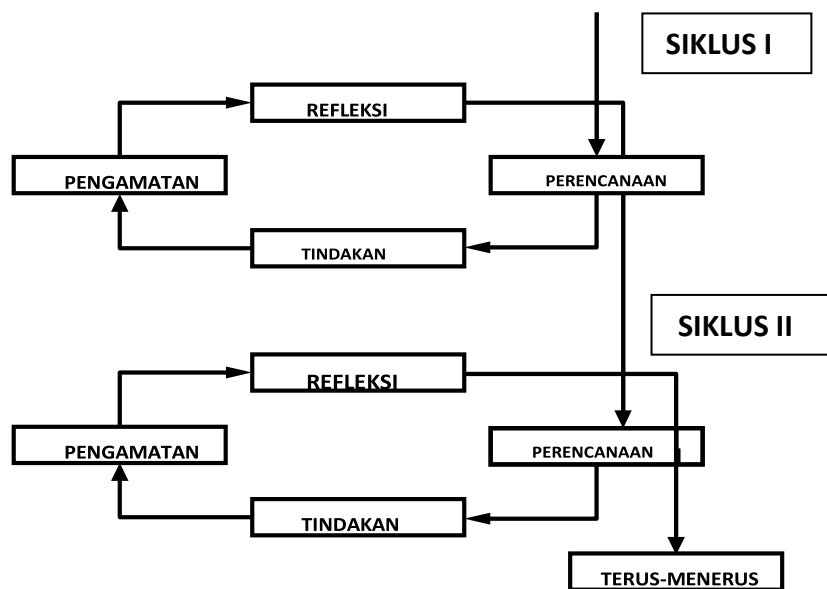 SIKLUS I
REFLEKSI
PENGAMATAN
PERENCANAAN
TINDAKAN
SIKLUS II
REFLEKSI
PENGAMATAN
PERENCANAAN
TINDAKAN
TERUS-MENERUS